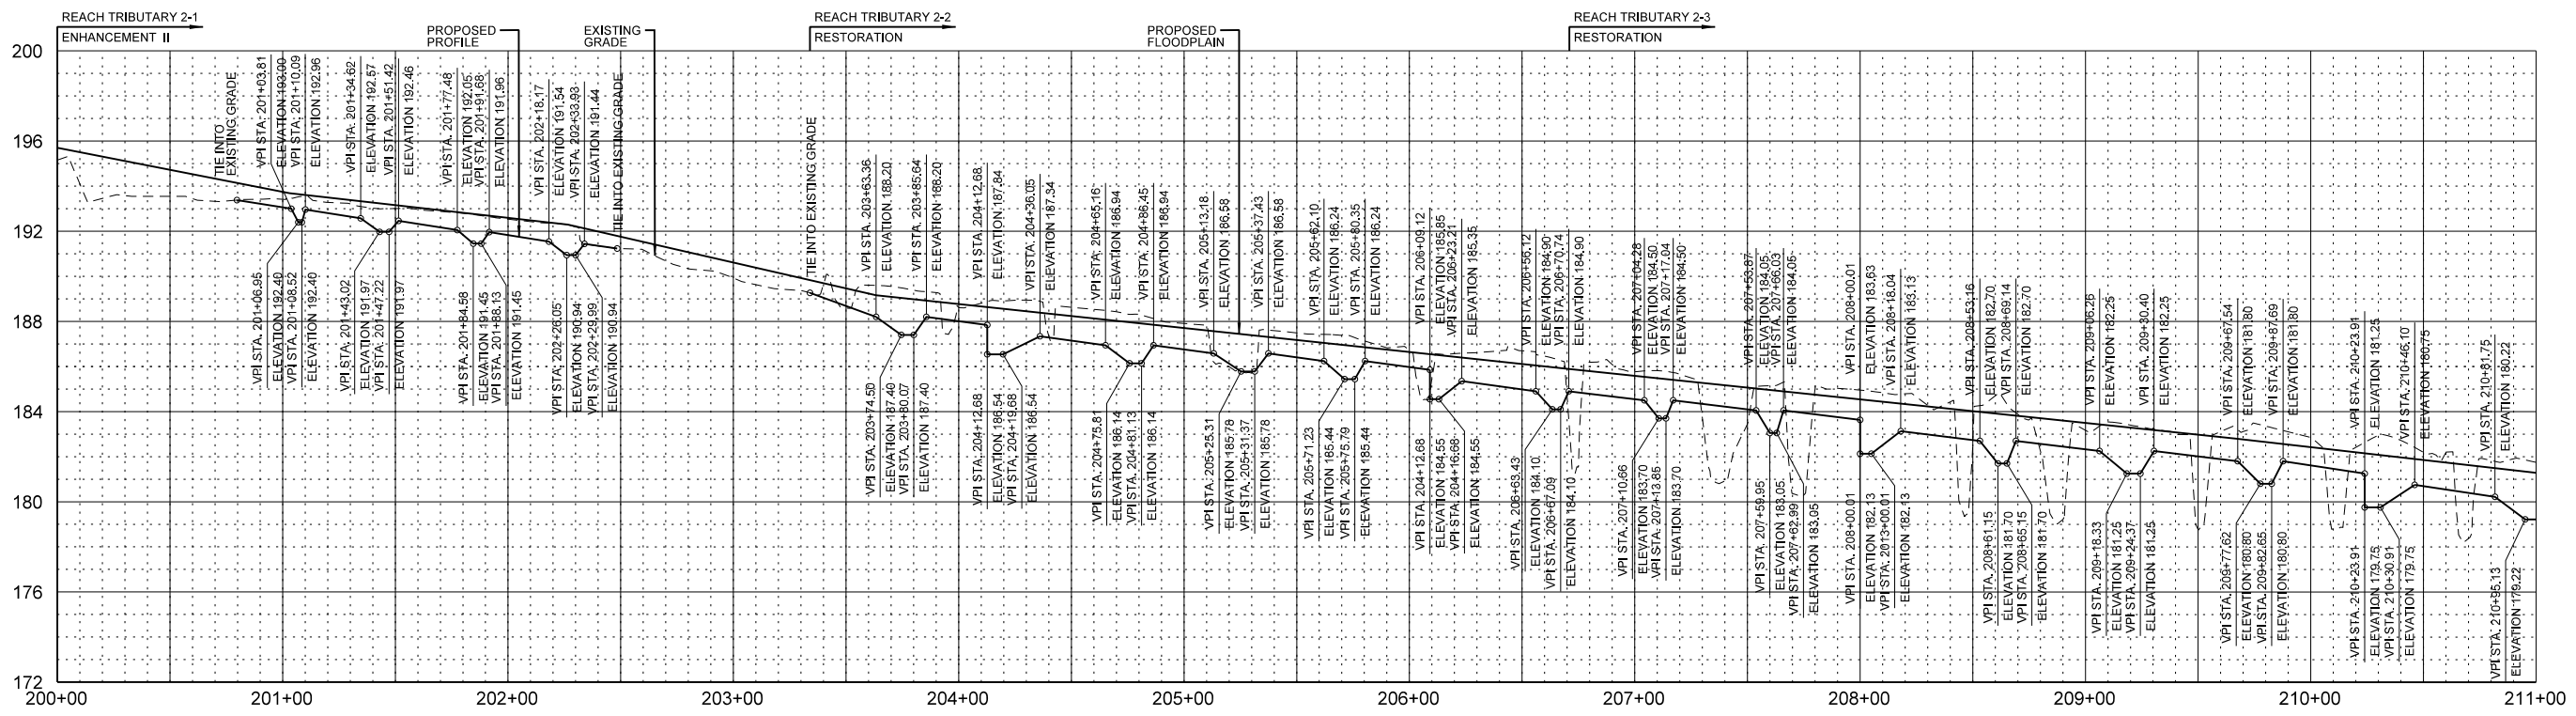 REACH TRIBUTARY 2-1
ENHANCEMENT II
REACH TRIBUTARY 2-2
RESTORATION
REACH TRIBUTARY 2-3
RESTORATION
PROPOSED
PROFILE
EXISTING
GRADE
PROPOSED
FLOODPLAIN
200
196
192
188
184
180
176
172
TIE INTO
EXISTING GRADE
VPI STA. 201+03.81
ELEVATION 193.00
VPI STA. 201+10.09
ELEVATION 192.96
VPI STA. 201+34.62
ELEVATION 192.57
VPI STA. 201+51.42
ELEVATION 192.46
VPI STA. 201+77.48
ELEVATION 192.05
VPI STA. 201+91.68
ELEVATION 191.96
VPI STA. 202+18.17
ELEVATION 191.54
VPI STA. 202+33.93
ELEVATION 191.44
TIE INTO EXISTING GRADE
TIE INTO EXISTING GRADE
VPI STA. 203+63.36
ELEVATION 188.20
VPI STA. 203+85.64
ELEVATION 188.20
VPI STA. 204+12.68
ELEVATION 187.84
VPI STA. 204+36.05
ELEVATION 187.34
VPI STA. 204+65.16
ELEVATION 186.94
VPI STA. 204+86.45
ELEVATION 186.94
VPI STA. 205+13.18
ELEVATION 186.58
VPI STA. 205+37.43
ELEVATION 186.58
VPI STA. 205+62.10
ELEVATION 186.24
VPI STA. 205+80.35
ELEVATION 186.24
VPI STA. 206+09.12
ELEVATION 185.85
VPI STA. 206+23.21
ELEVATION 185.35
VPI STA. 206+56.12
ELEVATION 184.90
VPI STA. 206+70.74
ELEVATION 184.90
VPI STA. 207+04.28
ELEVATION 184.50
VPI STA. 207+17.04
ELEVATION 184.50
VPI STA. 207+53.87
ELEVATION 184.05
VPI STA. 207+66.03
ELEVATION 184.05
VPI STA. 208+00.01
ELEVATION 183.63
VPI STA. 208+18.04
ELEVATION 183.13
VPI STA. 208+53.16
ELEVATION 182.70
VPI STA. 208+69.14
ELEVATION 182.70
VPI STA. 209+06.26
ELEVATION 182.25
VPI STA. 209+30.40
ELEVATION 182.25
VPI STA. 209+67.54
ELEVATION 181.80
VPI STA. 209+87.69
ELEVATION 181.80
VPI STA. 210+23.91
ELEVATION 181.25
VPI STA. 210+46.10
ELEVATION 180.75
VPI STA. 210+81.75
ELEVATION 180.22
VPI STA. 201+06.95
ELEVATION 192.40
VPI STA. 201+08.52
ELEVATION 192.40
VPI STA. 201+43.02
ELEVATION 191.97
VPI STA. 201+47.22
ELEVATION 191.97
VPI STA. 201+84.58
ELEVATION 191.45
VPI STA. 201+88.13
ELEVATION 191.45
VPI STA. 202+26.05
ELEVATION 190.94
VPI STA. 202+29.99
ELEVATION 190.94
VPI STA. 203+74.50
ELEVATION 187.40
VPI STA. 203+80.07
ELEVATION 187.40
VPI STA. 204+12.68
ELEVATION 186.54
VPI STA. 204+19.68
ELEVATION 186.54
VPI STA. 204+75.81
ELEVATION 186.14
VPI STA. 204+81.13
ELEVATION 186.14
VPI STA. 205+25.31
ELEVATION 185.78
VPI STA. 205+31.37
ELEVATION 185.78
VPI STA. 205+71.23
ELEVATION 185.44
VPI STA. 205+75.79
ELEVATION 185.44
VPI STA. 204+12.68
ELEVATION 184.55
VPI STA. 204+16.68
ELEVATION 184.55
VPI STA. 206+63.43
ELEVATION 184.10
VPI STA. 206+67.09
ELEVATION 184.10
VPI STA. 207+10.66
ELEVATION 183.70
VPI STA. 207+13.85
ELEVATION 183.70
VPI STA. 207+59.95
ELEVATION 183.05
VPI STA. 207+62.99
ELEVATION 183.05
VPI STA. 208+00.01
ELEVATION 182.13
VPI STA. 2013+00.01
ELEVATION 182.13
VPI STA. 208+61.15
ELEVATION 181.70
VPI STA. 208+65.15
ELEVATION 181.70
VPI STA. 209+18.33
ELEVATION 181.25
VPI STA. 209+24.37
ELEVATION 181.25
VPI STA. 209+77.62
ELEVATION 180.80
VPI STA. 209+82.65
ELEVATION 180.80
VPI STA. 210+23.91
ELEVATION 179.75
VPI STA. 210+30.91
ELEVATION 179.75
VPI STA. 210+95.13
ELEVATION 179.22
200+00
201+00
202+00
203+00
204+00
205+00
206+00
207+00
208+00
209+00
210+00
211+00